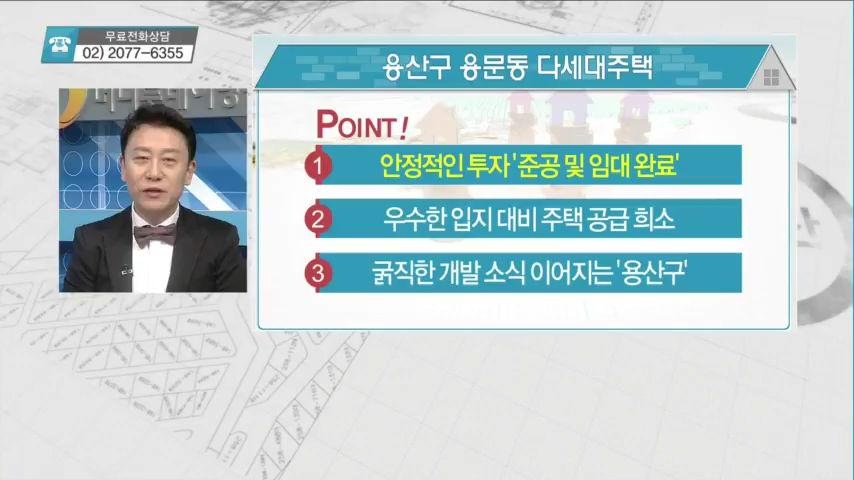 무료전화상담
02) 2077-6355
용산구 용문동 다세대주택
POINT!
1 안정적인 투자 '준공 및 임대 완료'
2 우수한 입지 대비 주택 공급 희소
3 굵직한 개발 소식 이어지는 '용산구'